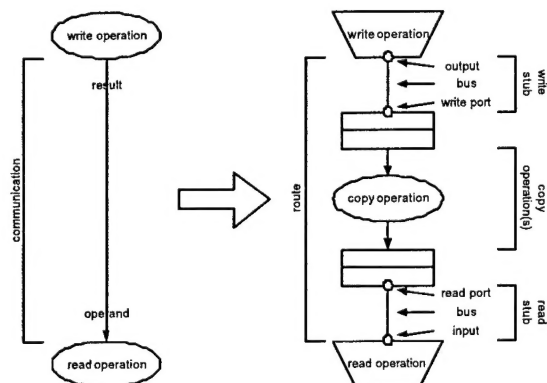 write operation
result
communication
operand
read operation
write operation
output
bus
write port
write
stub
route
copy operation
copy
operation(s)
read port
bus
input
read
stub
read operation